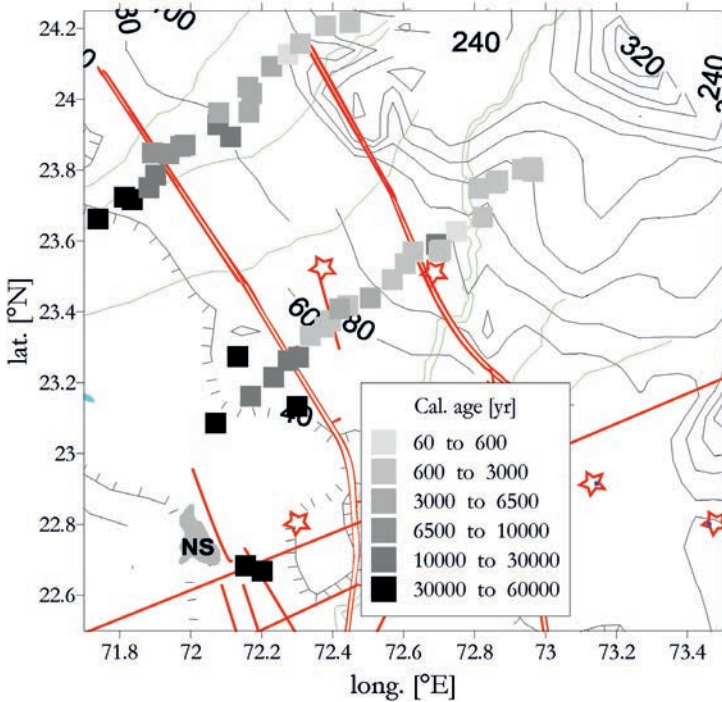 24.2
24
23.8
23.6
23.4
23.2
23
22.8
22.6
lat. [°N]
71.8 72 72.2 72.4 72.6 72.8 73 73.2 73.4
long. [°E]
240
320
240
60
80
40
NS
Cal. age [yr]
60 to 600
600 to 3000
3000 to 6500
6500 to 10000
10000 to 30000
30000 to 60000